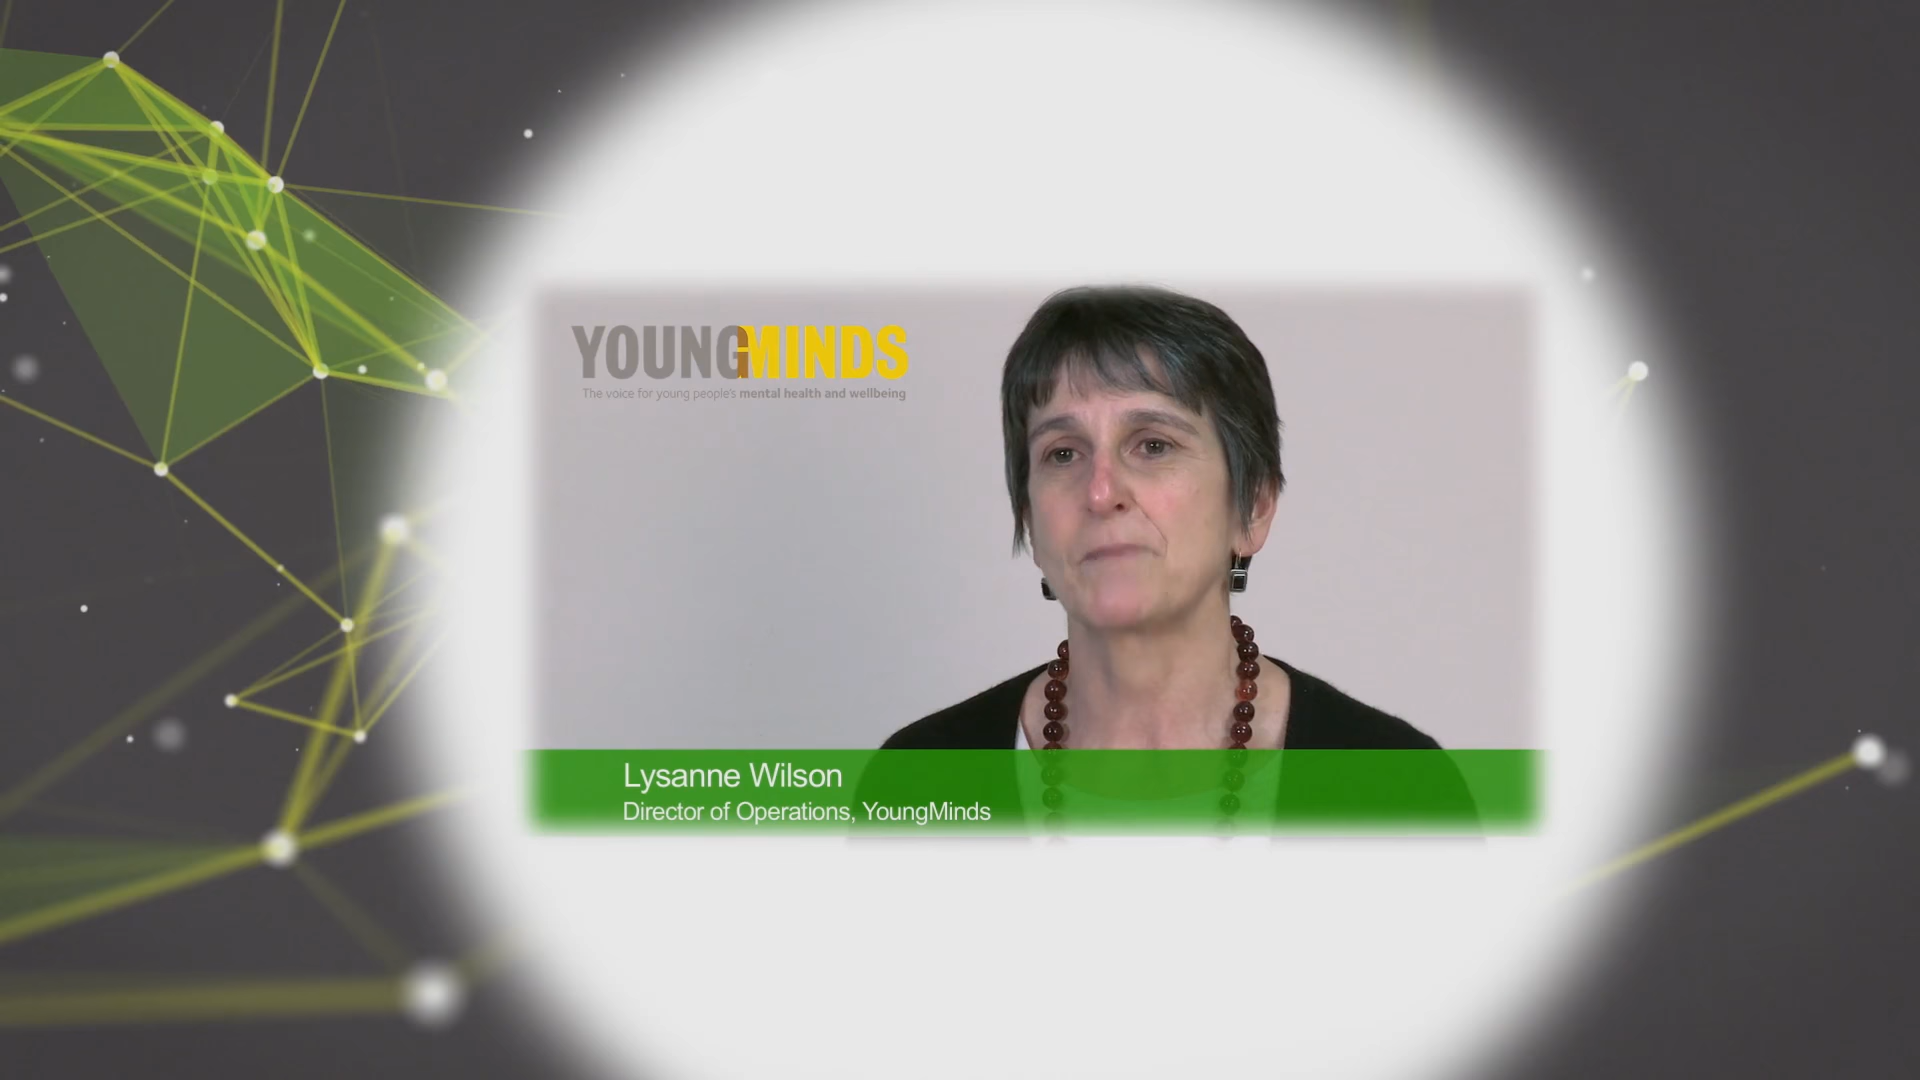 YOUNGMINDS
The voice for young people's mental health and wellbeing
Lysanne Wilson
Director of Operations, YoungMinds